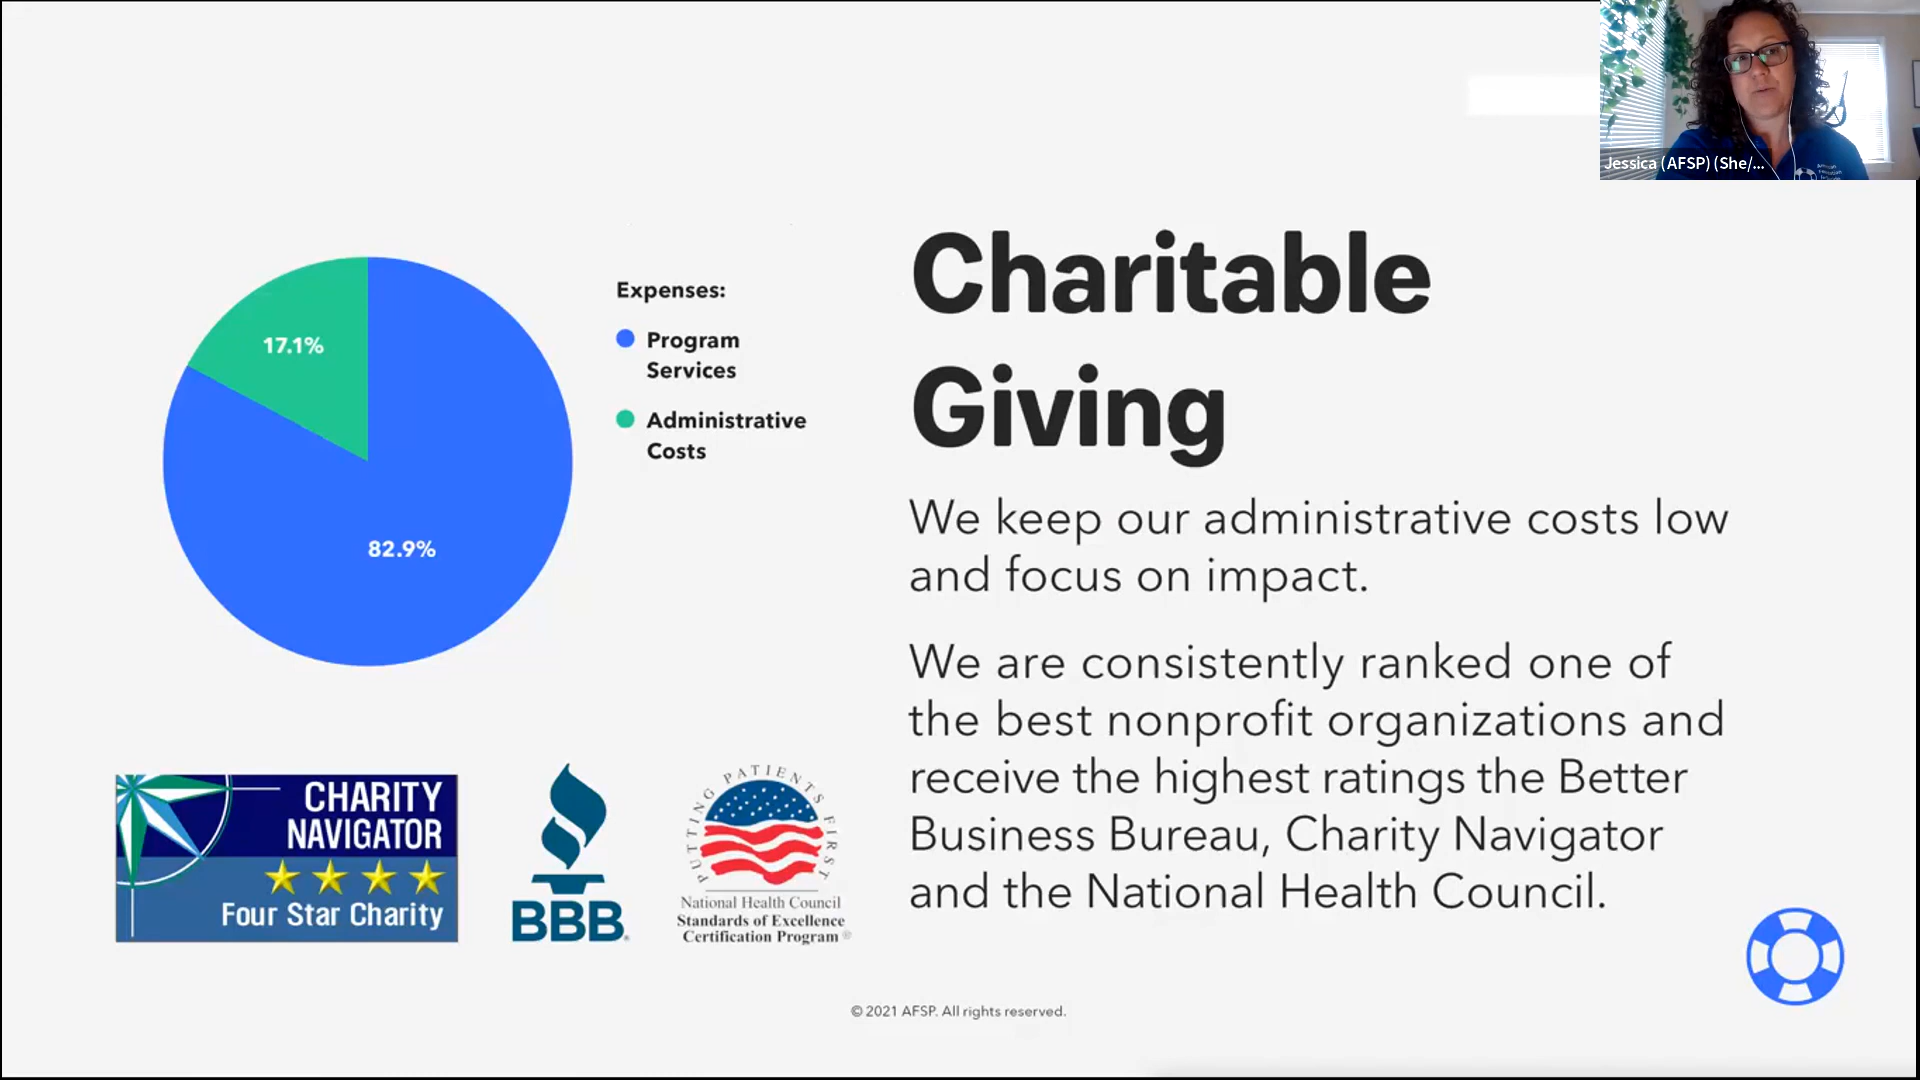 Jessica (AFSP) (She/...
Charitable
Giving
Expenses:
Program
Services
Administrative
Costs
17.1%
82.9%
We keep our administrative costs low
and focus on impact.
We are consistently ranked one of
the best nonprofit organizations and
receive the highest ratings the Better
Business Bureau, Charity Navigator
and the National Health Council.
CHARITY
NAVIGATOR
Four Star Charity
BBB®
PUTTING PATIENTS FIRST
National Health Council
Standards of Excellence
Certification Program®
© 2021 AFSP. All rights reserved.